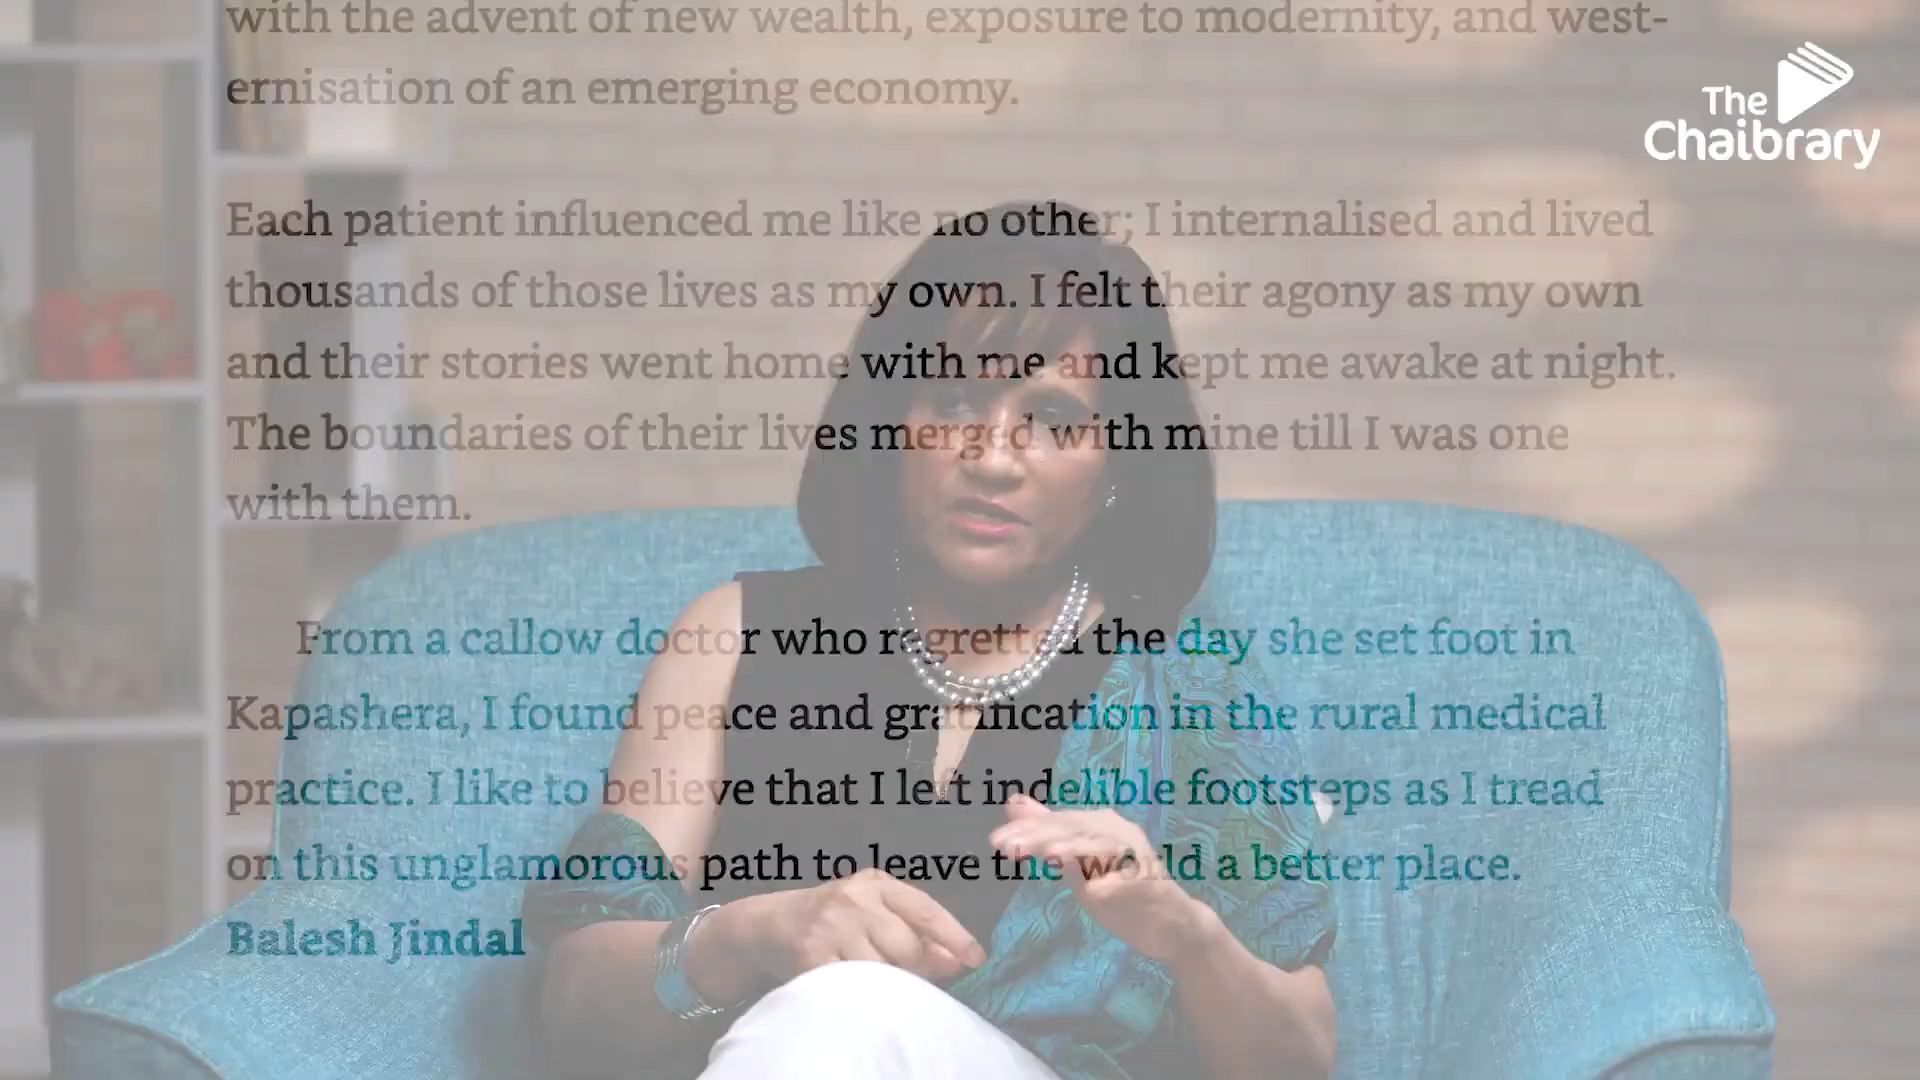 with the advent of new wealth, exposure to modernity, and west-
ernisation of an emerging economy.
The
Chaibrary
Each patient influenced me like no other; I internalised and lived
thousands of those lives as my own. I felt their agony as my own
and their stories went home with me and kept me awake at night.
The boundaries of their lives merged with mine till I was one
with them.
From a callow doctor who regretted the day she set foot in
Kapashera, I found peace and gratification in the rural medical
practice. I like to believe that I left indelible footsteps as I tread
on this unglamorous path to leave the world a better place.
Balesh Jindal